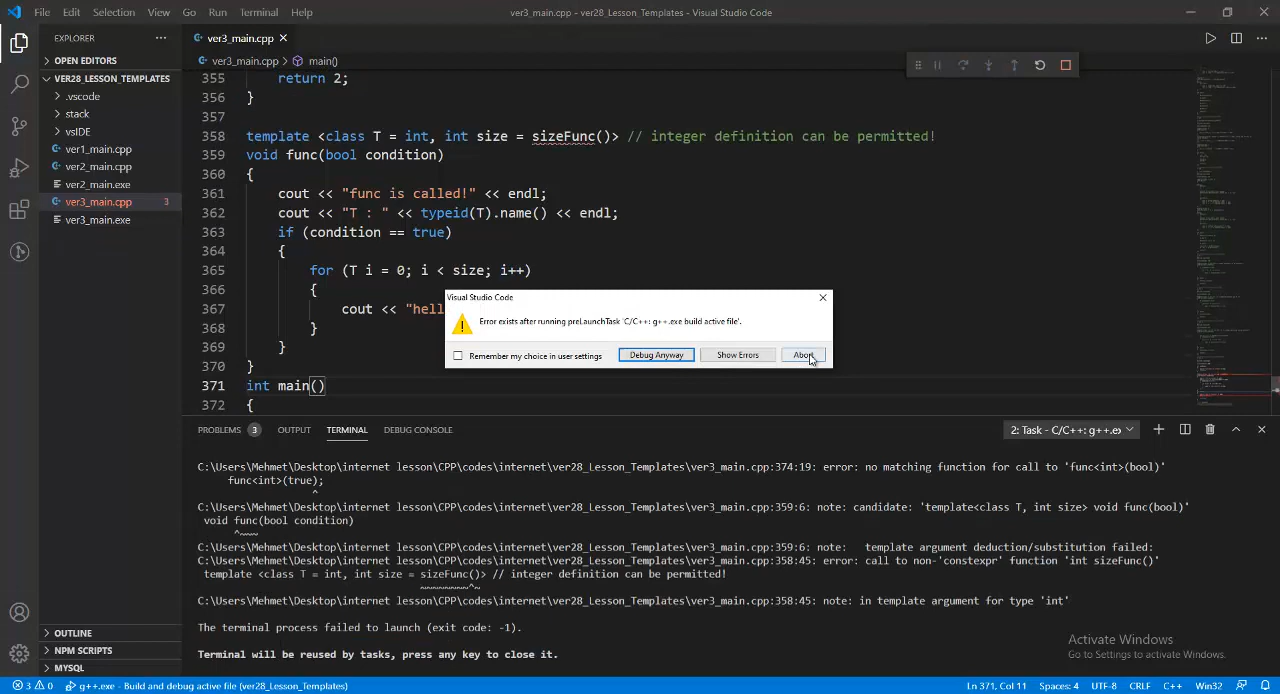 File Edit Selection View Go Run Terminal Help
ver3_main.cpp - ver28_Lesson_Templates - Visual Studio Code
EXPLORER
OPEN EDITORS
VER28_LESSON_TEMPLATES
.vscode
stack
vsIDE
ver1_main.cpp
ver2_main.cpp
ver2_main.exe
ver3_main.cpp 3
ver3_main.exe
OUTLINE
NPM SCRIPTS
MYSQL
ver3_main.cpp
ver3_main.cpp > main()
355 return 2;
356 }
357
358 template <class T = int, int size = sizeFunc()> // integer definition can be permitted!
359 void func(bool condition)
360 {
361 cout << "func is called!" << endl;
362 cout << "T : " << typeid(T).name() << endl;
363 if (condition == true)
364 {
365 for (T i = 0; i < size; i++)
366 {
367 cout << "hell
368 }
369 }
370 }
371 int main()
372 {
Visual Studio Code
Error exists after running preLaunchTask 'C/C++: g++.exe build active file'.
Remember my choice in user settings
Debug Anyway
Show Errors
Abort
PROBLEMS 3 OUTPUT TERMINAL DEBUG CONSOLE
2: Task - C/C++: g++.ex
C:\Users\Mehmet\Desktop\internet lesson\CPP\codes\internet\ver28_Lesson_Templates\ver3_main.cpp:374:19: error: no matching function for call to 'func<int>(bool)'
func<int>(true);
^
C:\Users\Mehmet\Desktop\internet lesson\CPP\codes\internet\ver28_Lesson_Templates\ver3_main.cpp:359:6: note: candidate: 'template<class T, int size> void func(bool)'
void func(bool condition)
^~~~
C:\Users\Mehmet\Desktop\internet lesson\CPP\codes\internet\ver28_Lesson_Templates\ver3_main.cpp:359:6: note:   template argument deduction/substitution failed:
C:\Users\Mehmet\Desktop\internet lesson\CPP\codes\internet\ver28_Lesson_Templates\ver3_main.cpp:358:45: error: call to non-'constexpr' function 'int sizeFunc()'
template <class T = int, int size = sizeFunc()> // integer definition can be permitted!
~~~~~~~~^~
C:\Users\Mehmet\Desktop\internet lesson\CPP\codes\internet\ver28_Lesson_Templates\ver3_main.cpp:358:45: note: in template argument for type 'int'
The terminal process failed to launch (exit code: -1).
Terminal will be reused by tasks, press any key to close it.
Activate Windows
Go to Settings to activate Windows.
3 0 g++.exe - Build and debug active file (ver28_Lesson_Templates)
Ln 371, Col 11 Spaces: 4 UTF-8 CRLF C++ Win32